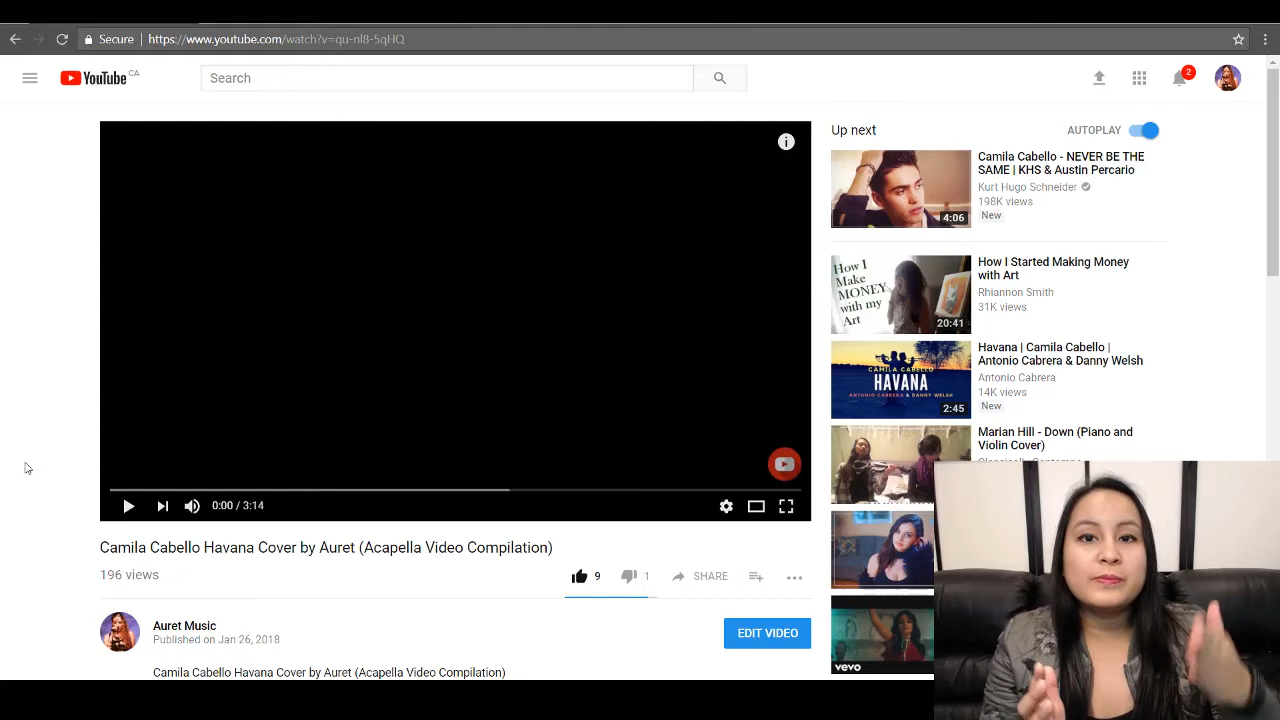 Secure https://www.youtube.com/watch?v=qu-nl8-5qHQ
YouTube CA
Search
2
Up next
AUTOPLAY
Camila Cabello - NEVER BE THE
SAME | KHS & Austin Percario
Kurt Hugo Schneider
198K views
New
4:06
How I
Make
MONEY
with my
Art
20:41
How I Started Making Money
with Art
Rhiannon Smith
31K views
CAMILA CABELLO
HAVANA
ANTONIO CABRERA & DANNY WELSH
2:45
Havana | Camila Cabello |
Antonio Cabrera & Danny Welsh
Antonio Cabrera
14K views
New
Marian Hill - Down (Piano and
Violin Cover)
vevo
0:00 / 3:14
Camila Cabello Havana Cover by Auret (Acapella Video Compilation)
196 views
9
1
SHARE
Auret Music
Published on Jan 26, 2018
EDIT VIDEO
Camila Cabello Havana Cover by Auret (Acapella Video Compilation)